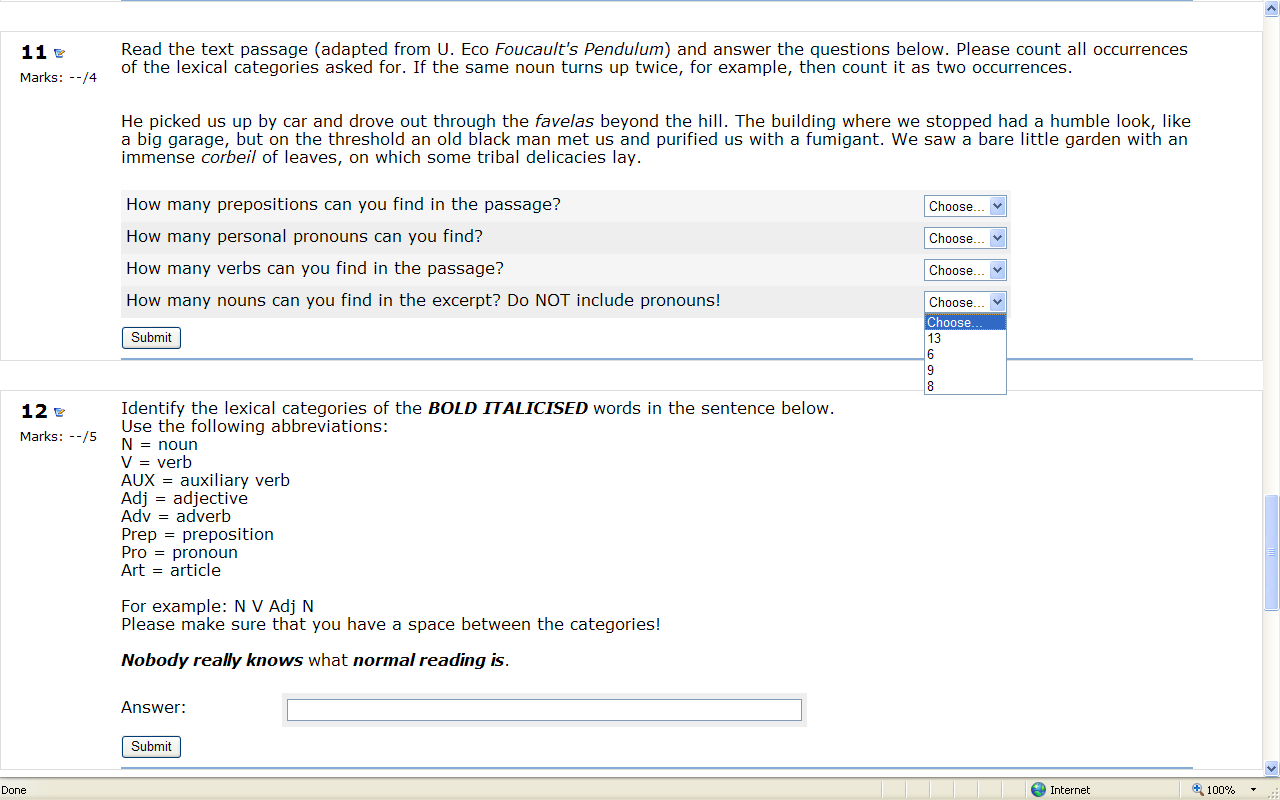 11
Marks: --/4
Read the text passage (adapted from U. Eco Foucault's Pendulum) and answer the questions below. Please count all occurrences
of the lexical categories asked for. If the same noun turns up twice, for example, then count it as two occurrences.
He picked us up by car and drove out through the favelas beyond the hill. The building where we stopped had a humble look, like
a big garage, but on the threshold an old black man met us and purified us with a fumigant. We saw a bare little garden with an
immense corbeil of leaves, on which some tribal delicacies lay.
How many prepositions can you find in the passage? Choose...
How many personal pronouns can you find? Choose...
How many verbs can you find in the passage? Choose...
How many nouns can you find in the excerpt? Do NOT include pronouns! Choose...
Choose...
13
6
9
8
Submit
12
Marks: --/5
Identify the lexical categories of the BOLD ITALICISED words in the sentence below.
Use the following abbreviations:
N = noun
V = verb
AUX = auxiliary verb
Adj = adjective
Adv = adverb
Prep = preposition
Pro = pronoun
Art = article
For example: N V Adj N
Please make sure that you have a space between the categories!
Nobody really knows what normal reading is.
Answer:
Submit
Done
Internet
100%